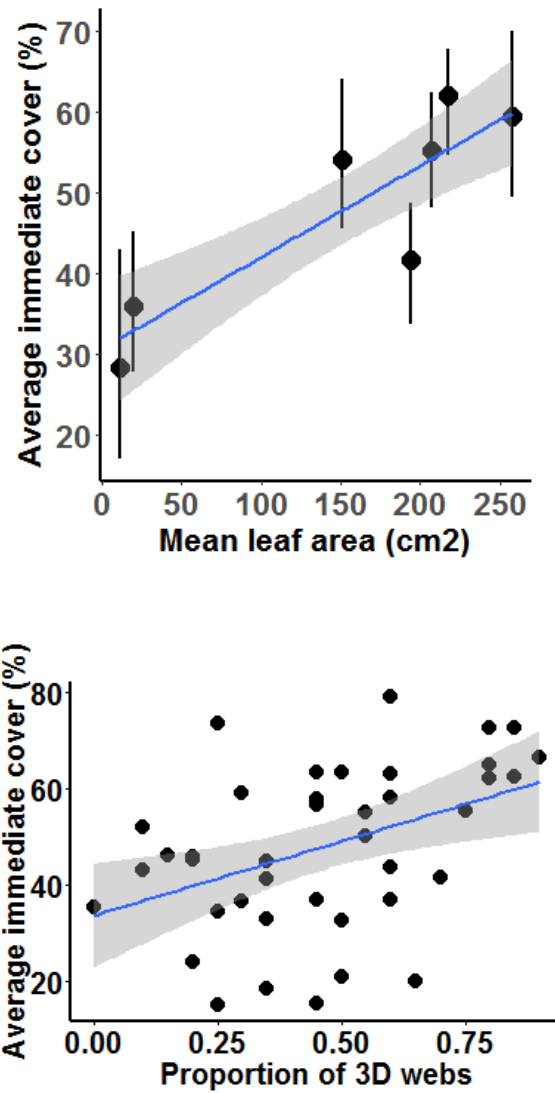 Average immediate cover (%)
70
60
50
40
30
20
0 50 100 150 200 250
Mean leaf area (cm2)
Average immediate cover (%)
80
60
40
20
0.00 0.25 0.50 0.75
Proportion of 3D webs